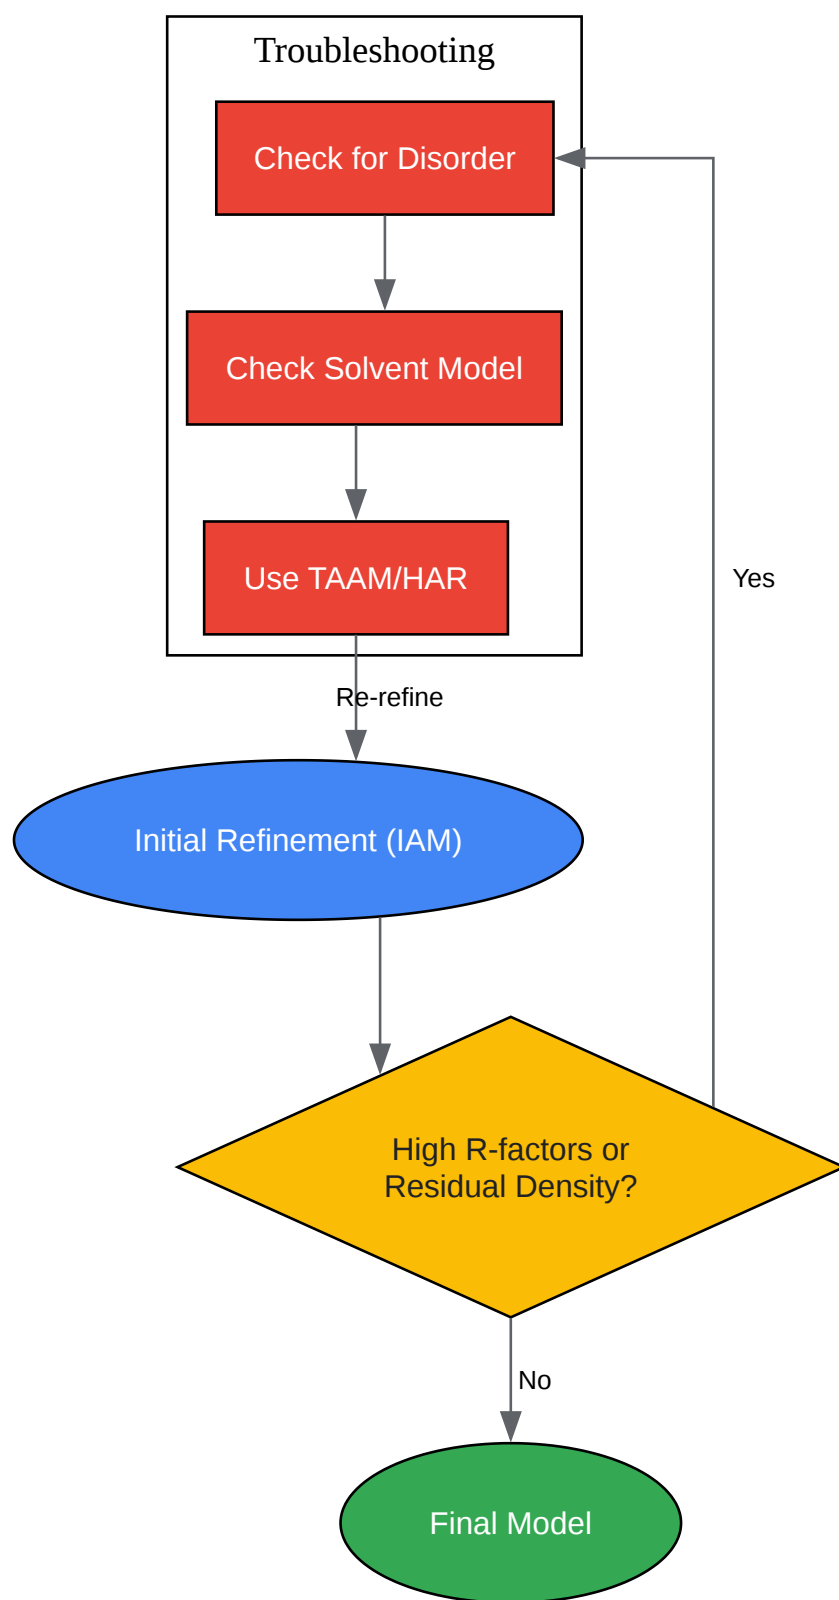 Troubleshooting
Check for Disorder
Check Solvent Model
Use TAAM/HAR
Yes
Re-refine
Initial Refinement (IAM)
High R-factors or
Residual Density?
No
Final Model